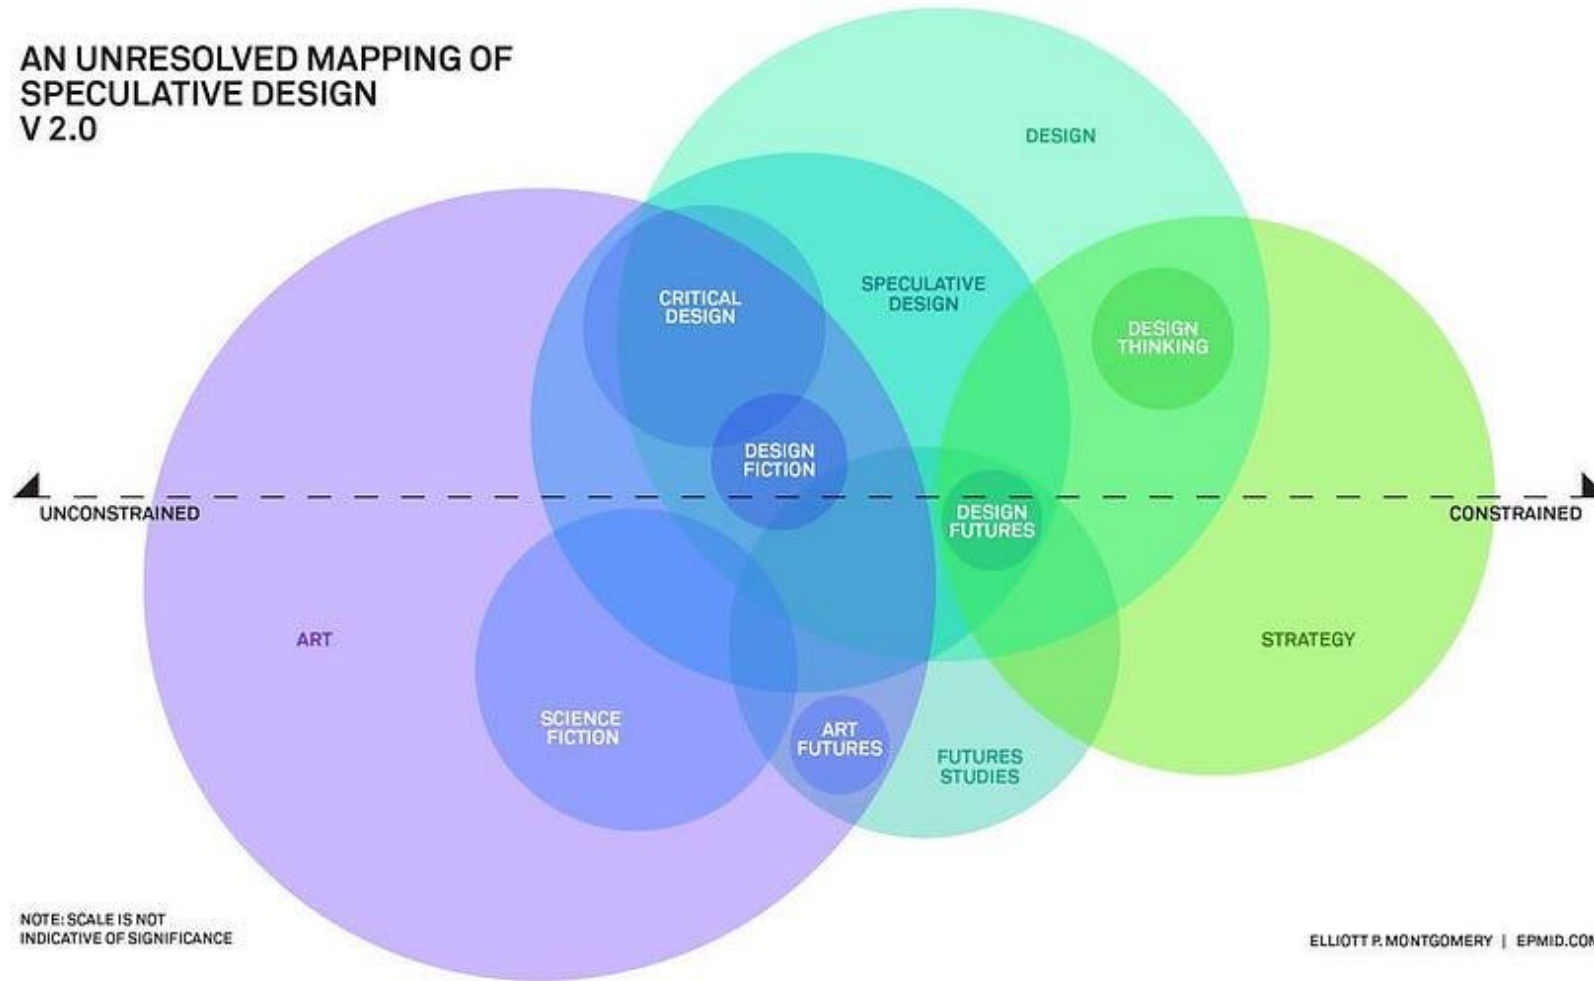 AN UNRESOLVED MAPPING OF
SPECULATIVE DESIGN
V 2.0
DESIGN
SPECULATIVE
DESIGN
CRITICAL
DESIGN
DESIGN
THINKING
DESIGN
FICTION
UNCONSTRAINED
DESIGN
FUTURES
CONSTRAINED
ART
STRATEGY
SCIENCE
FICTION
ART
FUTURES
FUTURES
STUDIES
NOTE: SCALE IS NOT
INDICATIVE OF SIGNIFICANCE
ELLIOTT P. MONTGOMERY | EPMID.COM